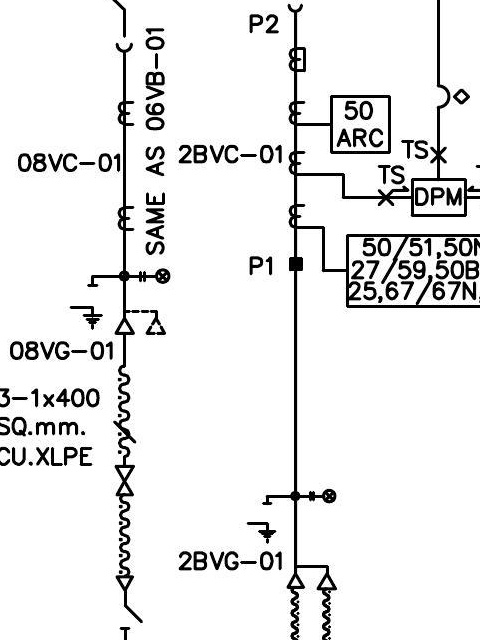 P2
SAME AS 06VB-01
50
ARC
08VC-01
2BVC-01
TS
TS
DPM
50/51,50N
27/59,50B
25,67/67N,
P1
08VG-01
3-1x400
SQ.mm.
CU.XLPE
2BVG-01